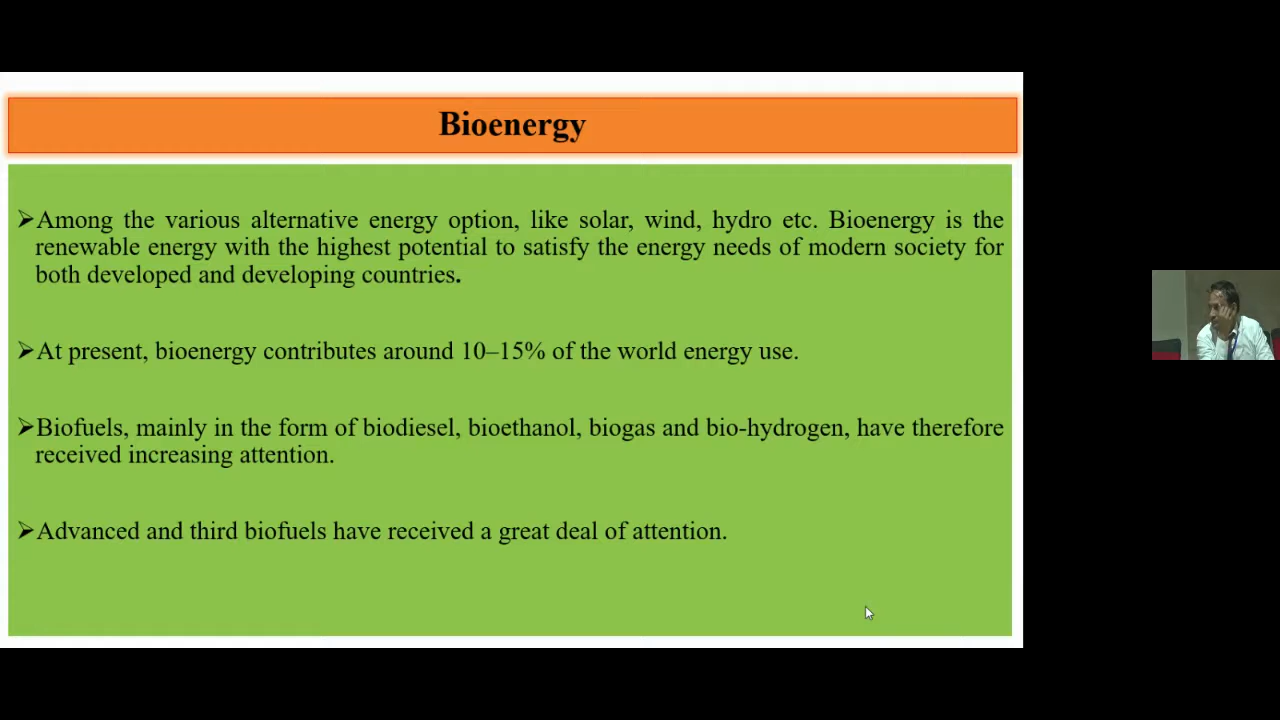 Bioenergy
➢Among the various alternative energy option, like solar, wind, hydro etc. Bioenergy is the
renewable energy with the highest potential to satisfy the energy needs of modern society for
both developed and developing countries.
➢At present, bioenergy contributes around 10–15% of the world energy use.
➢Biofuels, mainly in the form of biodiesel, bioethanol, biogas and bio-hydrogen, have therefore
received increasing attention.
➢Advanced and third biofuels have received a great deal of attention.